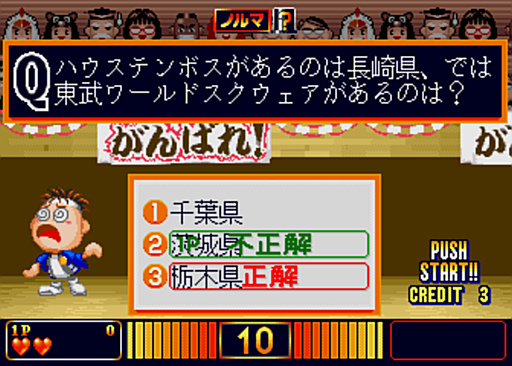 ノルマ ?
Q ハウステンボスがあるのは長崎県、では
東武ワールドスクウェアがあるのは？
がんばれ！
が
1 千葉県
2 茨城県 1P 不正解
3 栃木県 正解
PUSH
START!!
CREDIT 3
1P 0
10